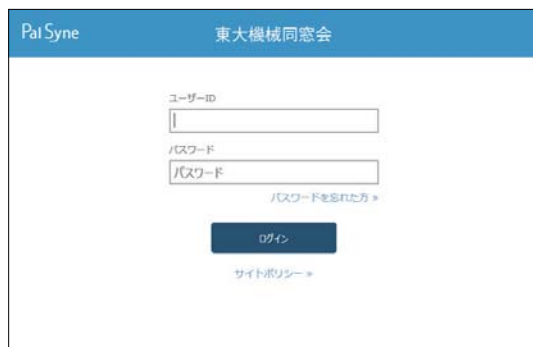 PalSyne
東大機械同窓会
ユーザーID
パスワード
パスワード
パスワードを忘れた方 »
ログイン
サイトポリシー »